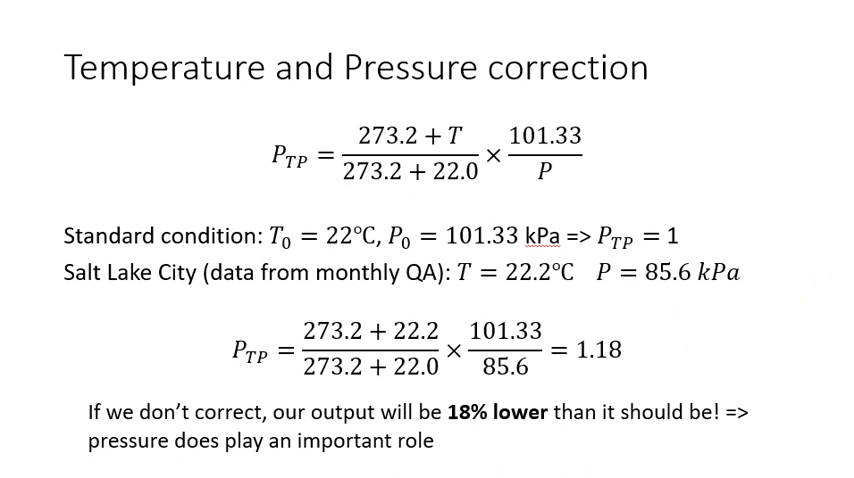 Temperature and Pressure correction
P_TP = (273.2 + T)/(273.2 + 22.0) × 101.33/P
Standard condition: T₀ = 22°C, P₀ = 101.33 kPa => P_TP = 1
Salt Lake City (data from monthly QA): T = 22.2°C P = 85.6 kPa
P_TP = (273.2 + 22.2)/(273.2 + 22.0) × 101.33/85.6 = 1.18
If we don’t correct, our output will be 18% lower than it should be! =>
pressure does play an important role